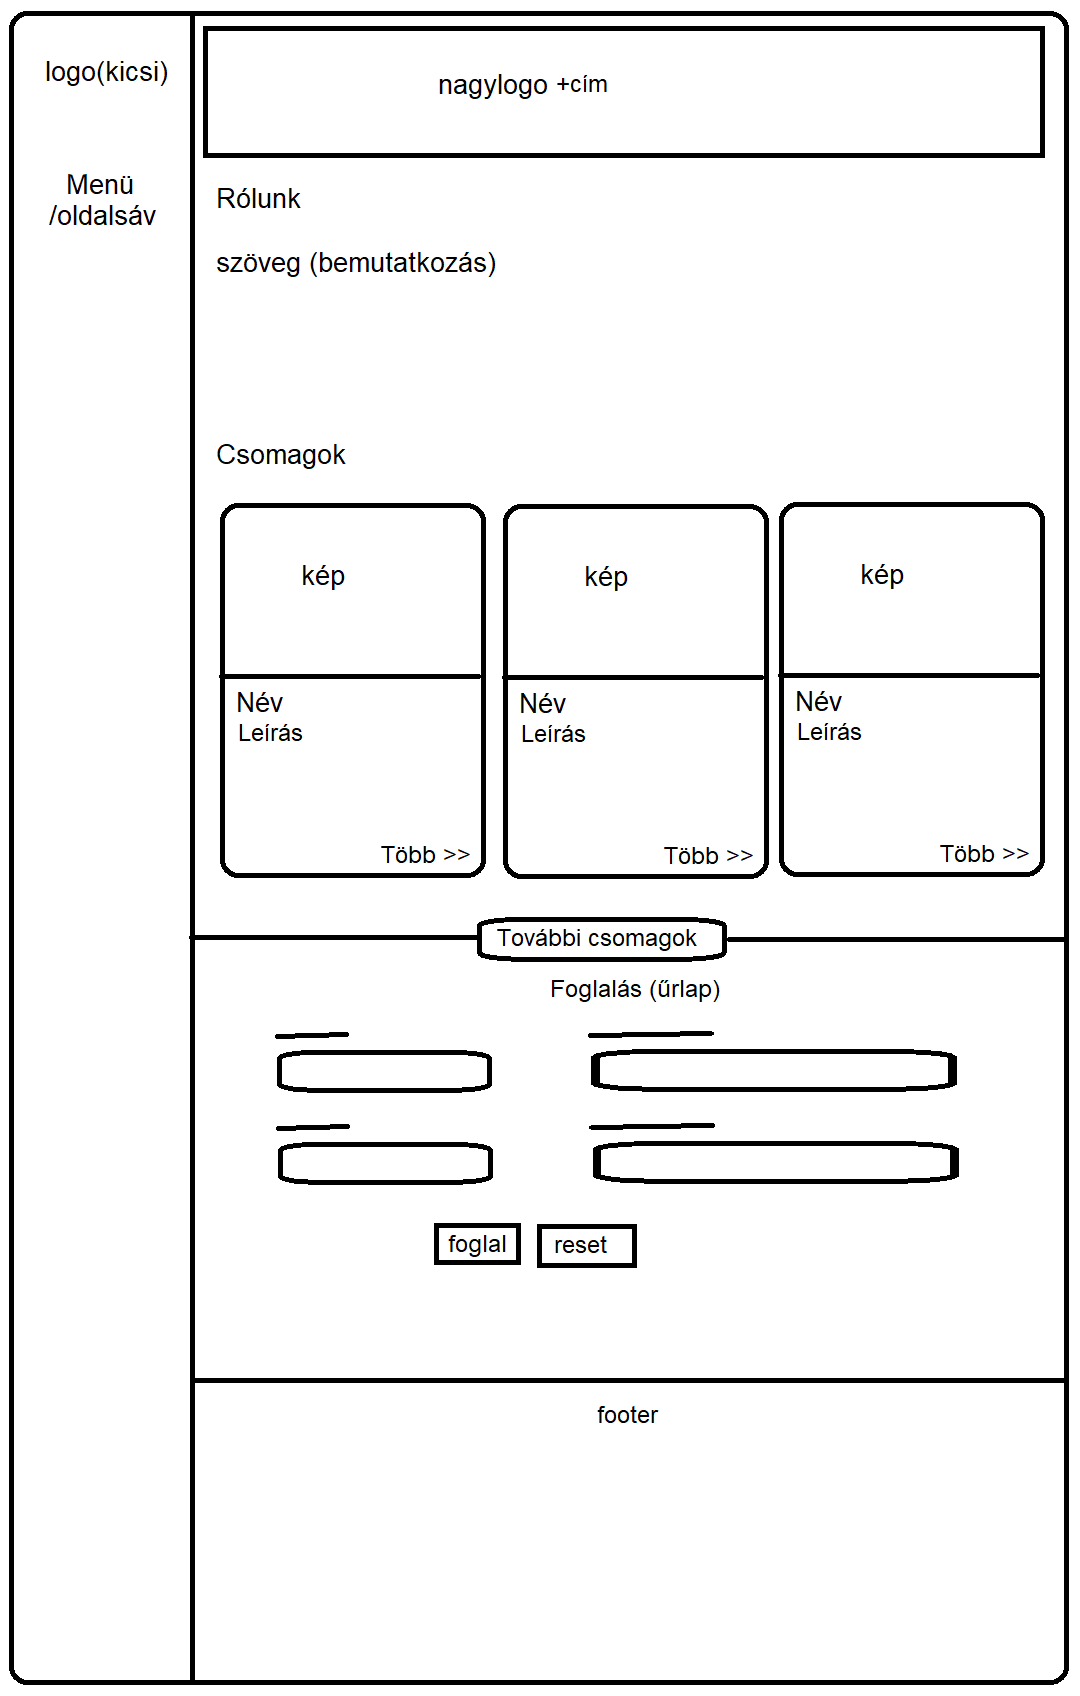 logo(kicsi)
Menü
/oldalsáv
nagylogo +cím
Rólunk
szöveg (bemutatkozás)
Csomagok
kép
Név
Leírás
Több >>
kép
Név
Leírás
Több >>
kép
Név
Leírás
Több >>
További csomagok
Foglalás (űrlap)
foglal
reset
footer